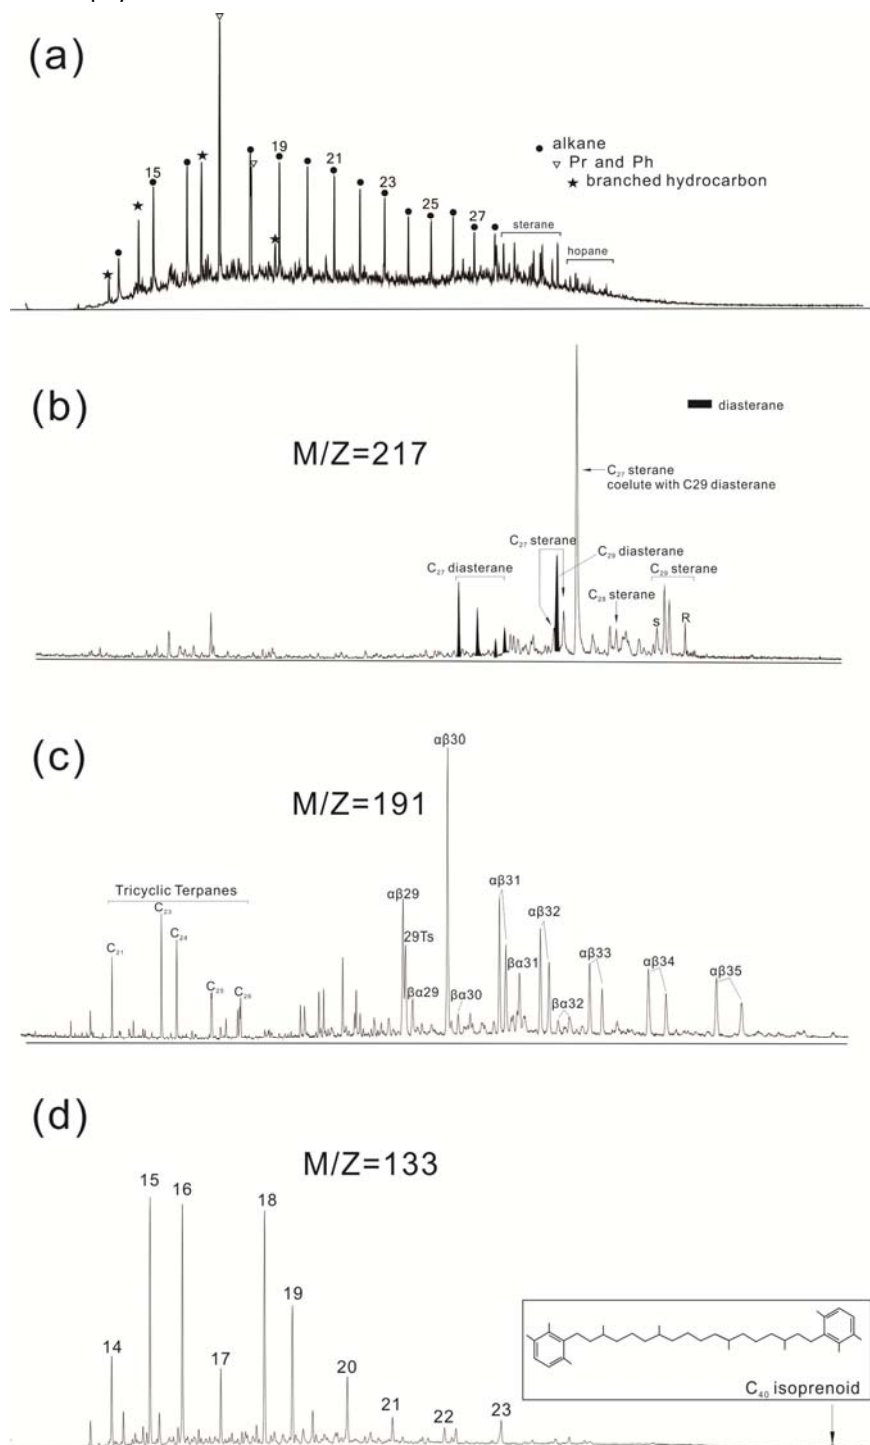 (a)
alkane
Pr and Ph
branched hydrocarbon
15
19
21
23
25
27
sterane
hopane
(b)
M/Z=217
diasterane
C₂₇ sterane
coelute with C29 diasterane
C₂₇ sterane
C₂₉ diasterane
C₂₇ diasterane
C₂₉ sterane
C₂₈ sterane
S
R
(c)
M/Z=191
αβ30
Tricyclic Terpanes
C₂₁
C₂₃
C₂₄
C₂₅
C₂₆
αβ29
29Ts
βα29
βα30
αβ31
βα31
αβ32
βα32
αβ33
αβ34
αβ35
(d)
M/Z=133
14
15
16
17
18
19
20
21
22
23
C₄₀ isoprenoid